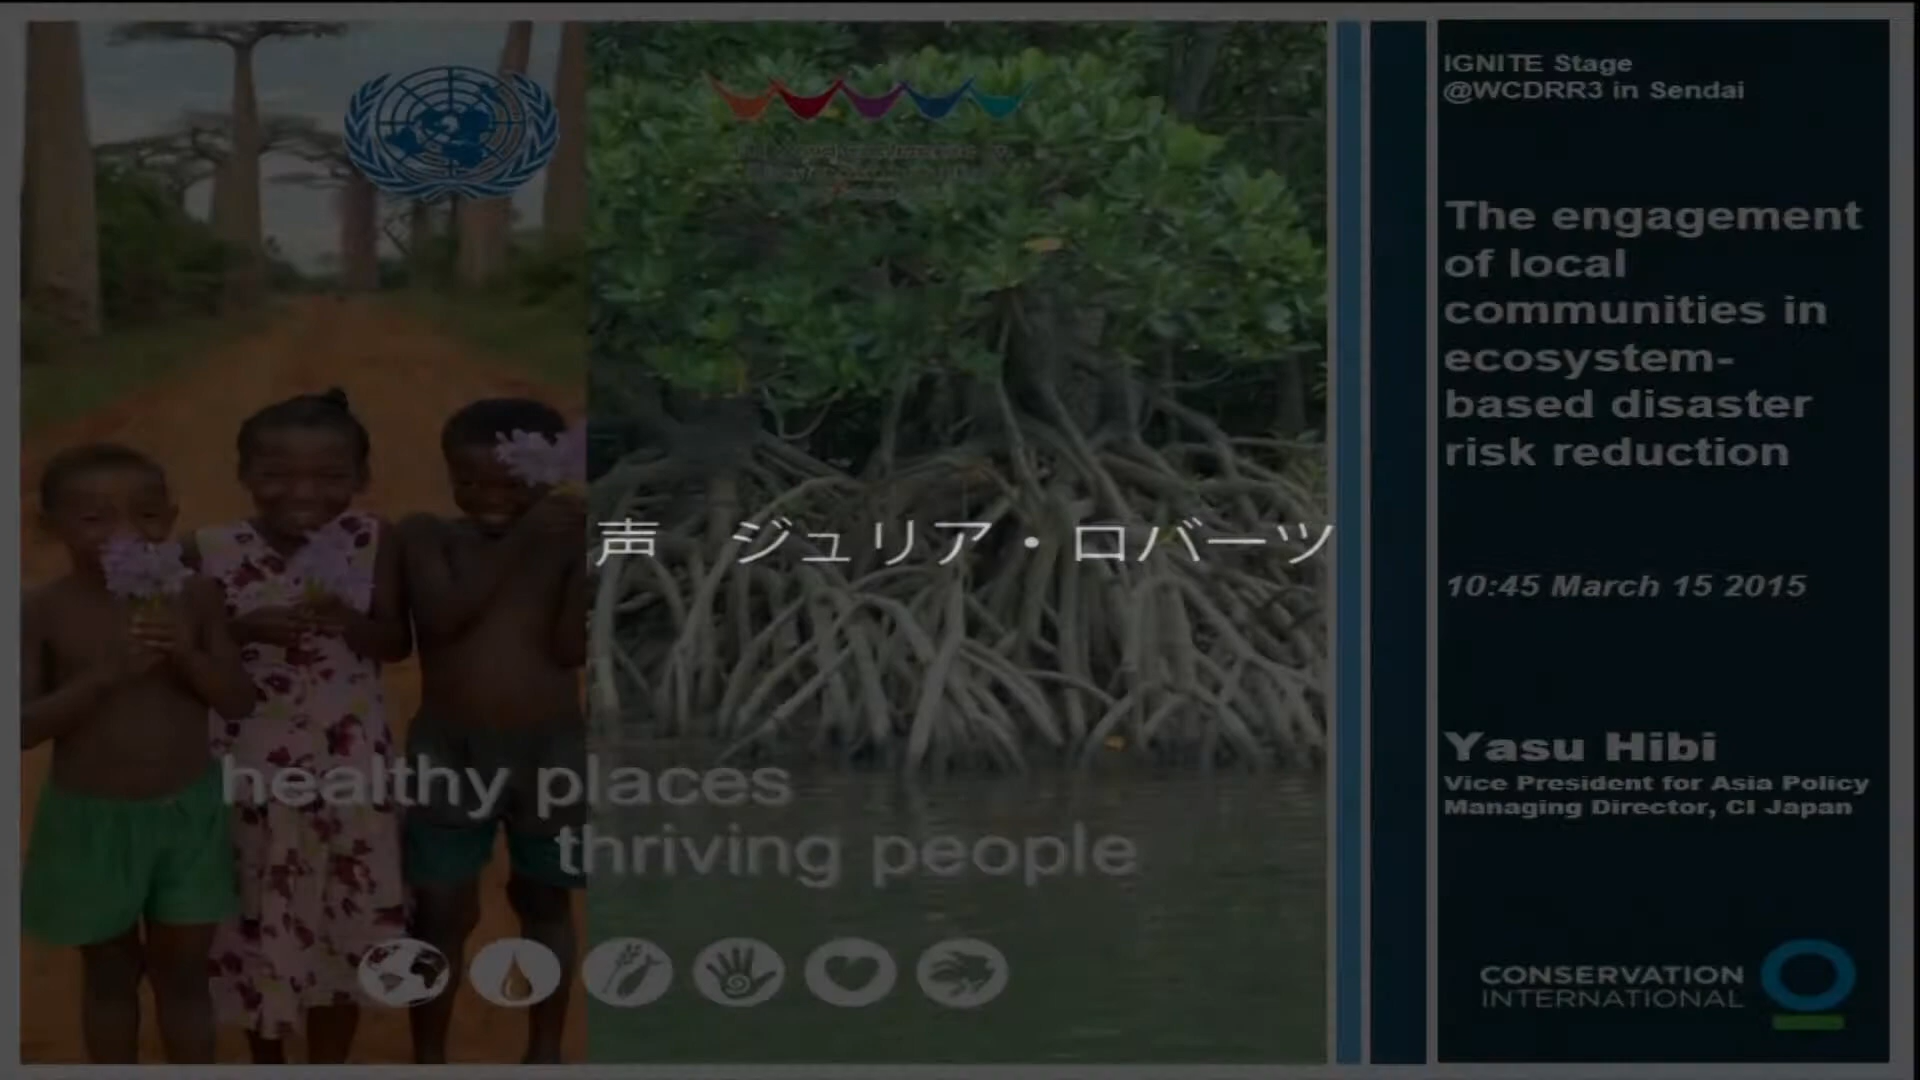 IGNITE Stage
@WCDRR3 in Sendai
The engagement
of local
communities in
ecosystem-
based disaster
risk reduction
声 ジュリア・ロバーツ
10:45 March 15 2015
Yasu Hibi
Vice President for Asia Policy
Managing Director, CI Japan
healthy places
thriving people
CONSERVATION
INTERNATIONAL